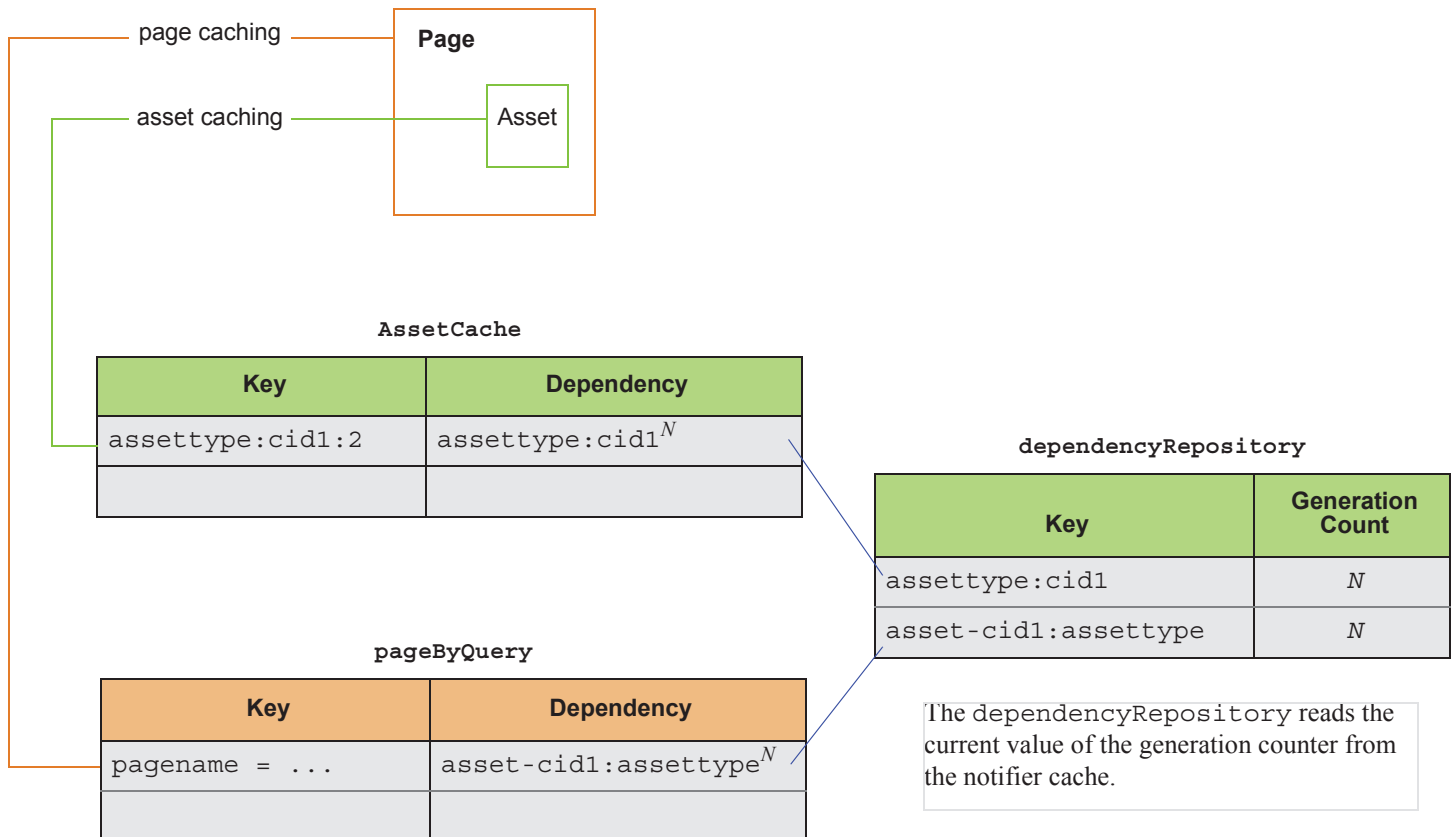 page caching
Page
asset caching
Asset
AssetCache
Key Dependency
assettype:cid1:2 assettype:cid1N
dependencyRepository
Key Generation Count
assettype:cid1 N
asset-cid1:assettype N
pageByQuery
Key Dependency
pagename = ... asset-cid1:assettypeN
The dependencyRepository reads the
current value of the generation counter from
the notifier cache.